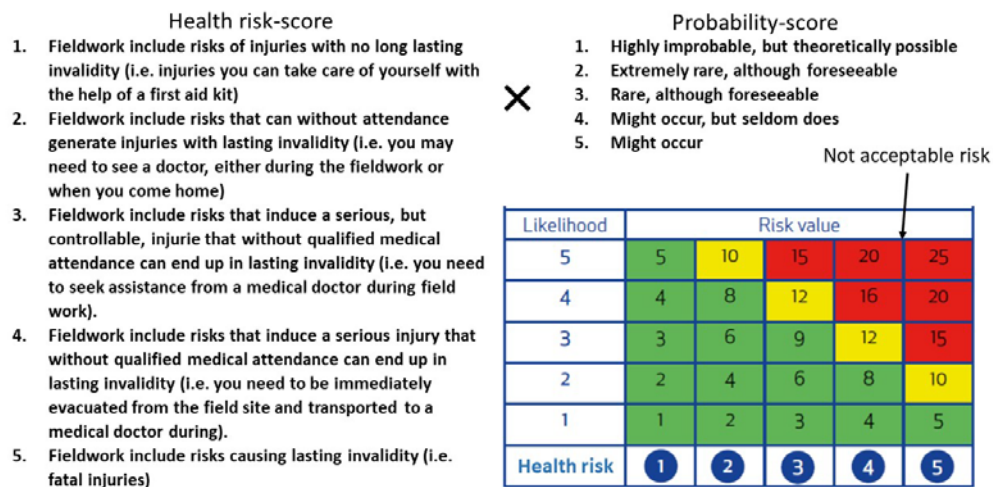 Health risk-score
1. Fieldwork include risks of injuries with no long lasting
invalidity (i.e. injuries you can take care of yourself with
the help of a first aid kit)
2. Fieldwork include risks that can without attendance
generate injuries with lasting invalidity (i.e. you may
need to see a doctor, either during the fieldwork or
when you come home)
3. Fieldwork include risks that induce a serious, but
controllable, injurie that without qualified medical
attendance can end up in lasting invalidity (i.e. you need
to seek assistance from a medical doctor during field
work).
4. Fieldwork include risks that induce a serious injury that
without qualified medical attendance can end up in
lasting invalidity (i.e. you need to be immediately
evacuated from the field site and transported to a
medical doctor during).
5. Fieldwork include risks causing lasting invalidity (i.e.
fatal injuries)
×
Probability-score
1. Highly improbable, but theoretically possible
2. Extremely rare, although foreseeable
3. Rare, although foreseeable
4. Might occur, but seldom does
5. Might occur
Not acceptable risk
Likelihood Risk value
5 5 10 15 20 25
4 4 8 12 16 20
3 3 6 9 12 15
2 2 4 6 8 10
1 1 2 3 4 5
Health risk 1 2 3 4 5